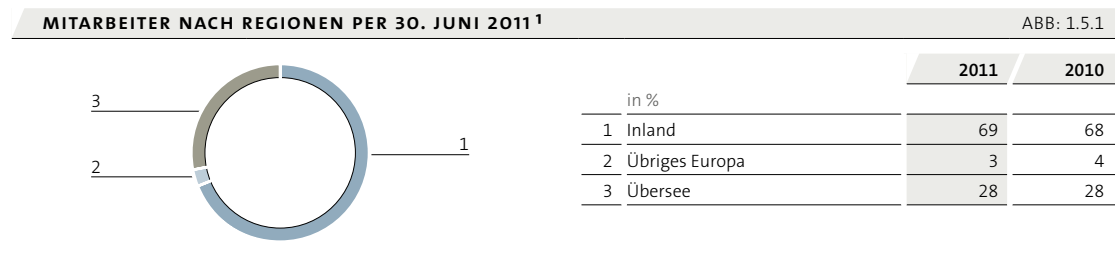 MITARBEITER NACH REGIONEN PER 30. JUNI 2011 ¹ ABB: 1.5.1
2011 2010
in %
1 Inland 69 68
2 Übriges Europa 3 4
3 Übersee 28 28
3
1
2